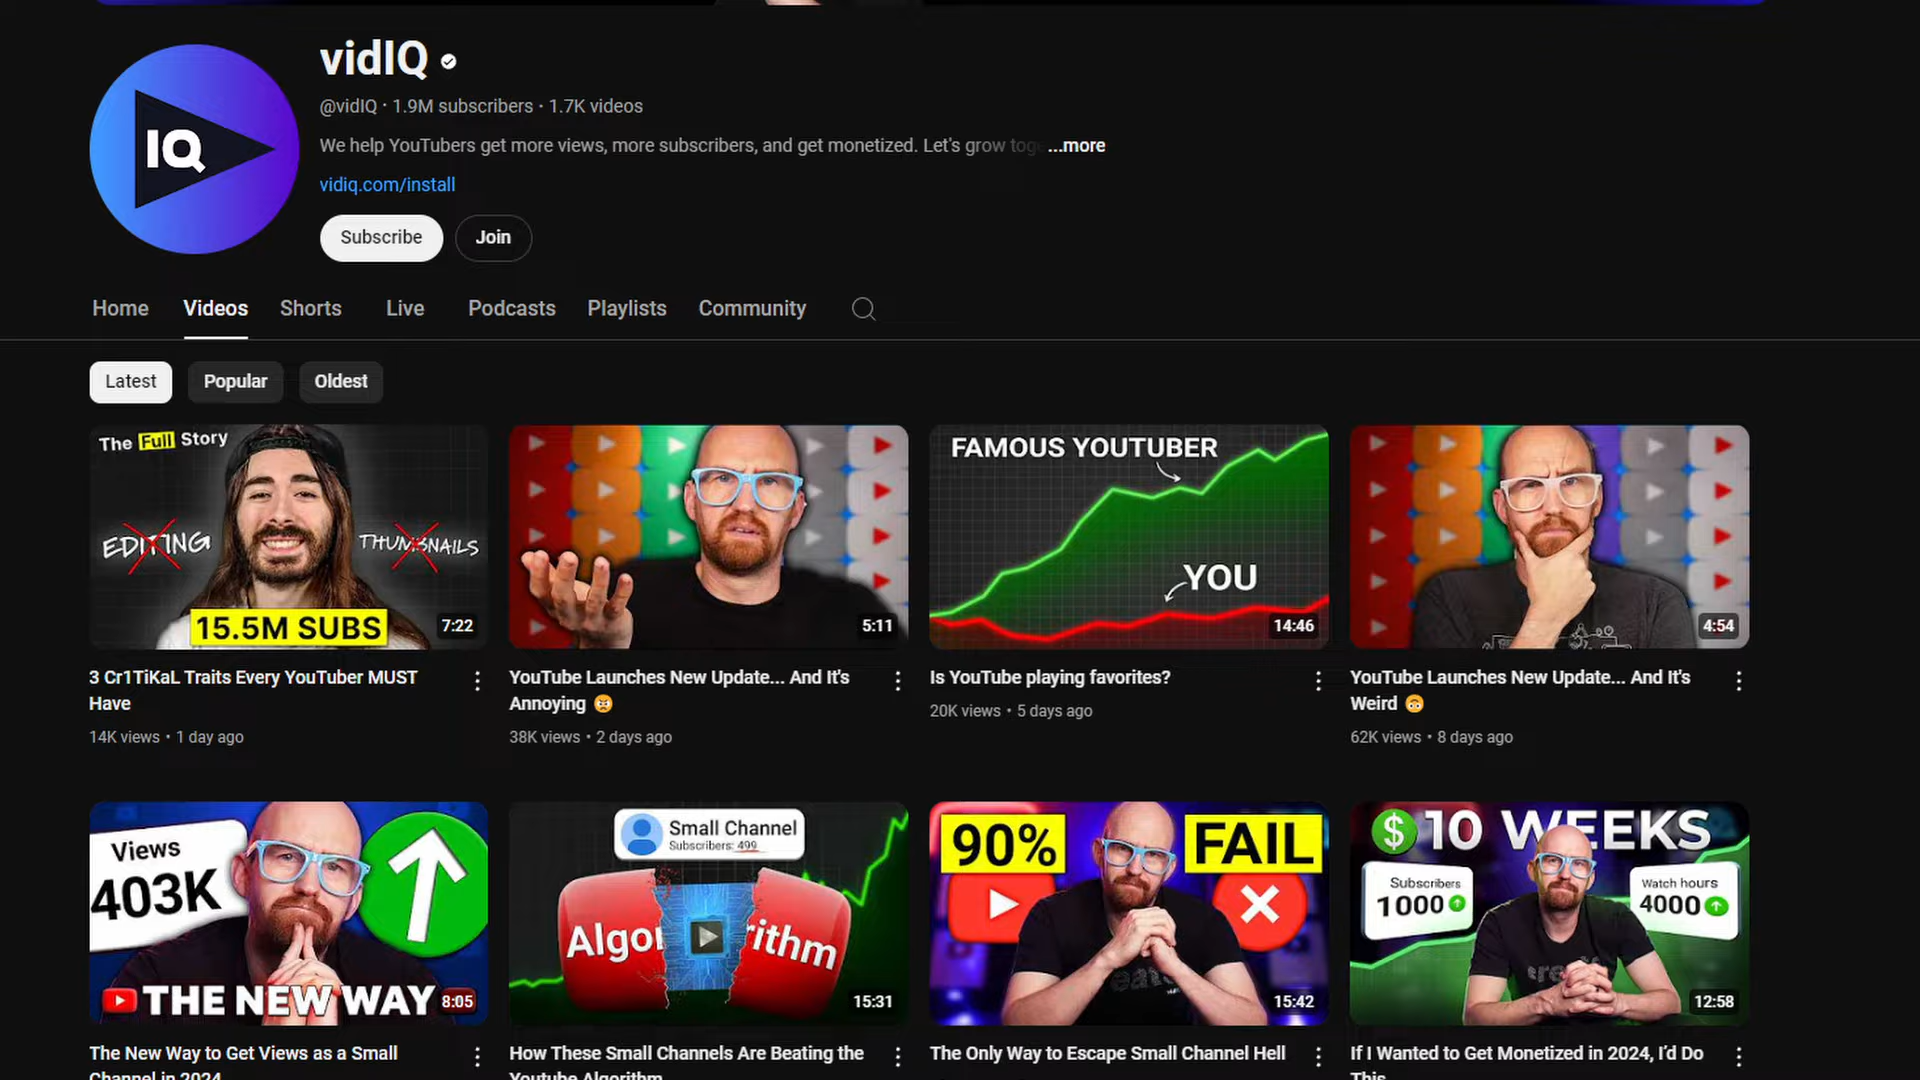 vidIQ
@vidIQ · 1.9M subscribers · 1.7K videos
We help YouTubers get more views, more subscribers, and get monetized. Let's grow tog ...more
vidiq.com/install
Subscribe Join
IQ
Home Videos Shorts Live Podcasts Playlists Community
Latest Popular Oldest
The Full Story
EDITING
THUMBNAILS
15.5M SUBS
7:22
3 Cr1TiKaL Traits Every YouTuber MUST
Have
14K views • 1 day ago
5:11
YouTube Launches New Update... And It's
Annoying 😡
38K views • 2 days ago
FAMOUS YOUTUBER
YOU
14:46
Is YouTube playing favorites?
20K views • 5 days ago
4:54
YouTube Launches New Update... And It's
Weird 🙃
62K views • 8 days ago
Views
403K
THE NEW WAY
8:05
The New Way to Get Views as a Small
Channel in 2024
Small Channel
Subscribers: 499
Algorithm
15:31
How These Small Channels Are Beating the
Youtube Algorithm
90% FAIL
15:42
The Only Way to Escape Small Channel Hell
$ 10 WEEKS
Subscribers
1000
Watch hours
4000
12:58
If I Wanted to Get Monetized in 2024, I'd Do
This